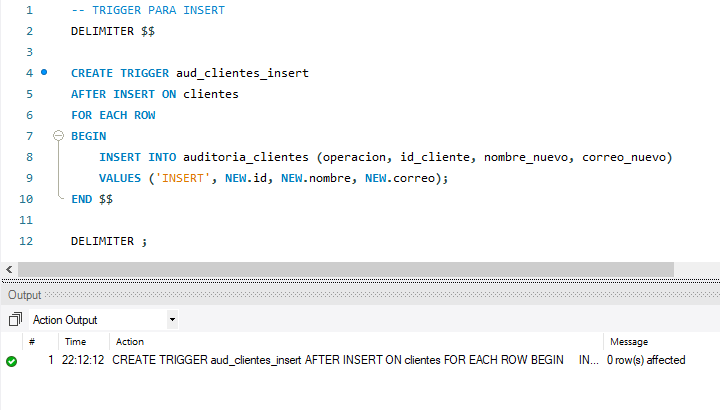 1 -- TRIGGER PARA INSERT
2 DELIMITER $$
3
4 CREATE TRIGGER aud_clientes_insert
5 AFTER INSERT ON clientes
6 FOR EACH ROW
7 BEGIN
8 INSERT INTO auditoria_clientes (operacion, id_cliente, nombre_nuevo, correo_nuevo)
9 VALUES ('INSERT', NEW.id, NEW.nombre, NEW.correo);
10 END $$
11
12 DELIMITER ;
Output
Action Output
# Time Action Message
1 22:12:12 CREATE TRIGGER aud_clientes_insert AFTER INSERT ON clientes FOR EACH ROW BEGIN IN... 0 row(s) affected